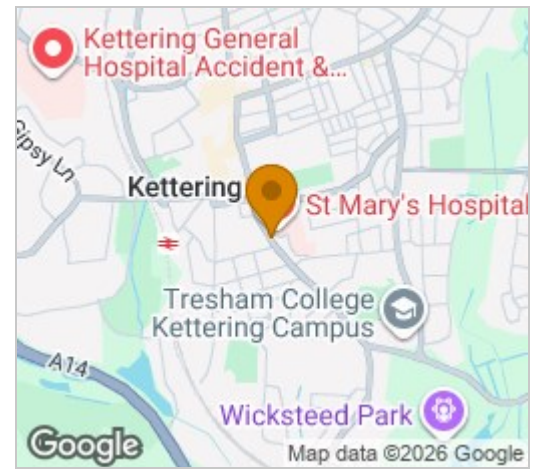 Kettering General
Hospital Accident &...
Gipsy Ln
Kettering
St Mary's Hospital
Tresham College
Kettering Campus
A14
Wicksteed Park
Google
Map data ©2026 Google